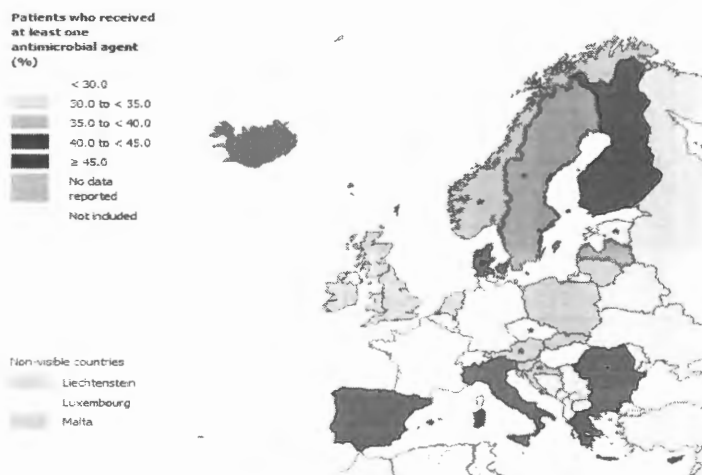 Patients who received
at least one
antimicrobial agent
(%)
< 30.0
30.0 to < 35.0
35.0 to < 40.0
40.0 to < 45.0
≥ 45.0
No data
reported
Not included
Non-visible countries
Liechtenstein
Luxembourg
Malta